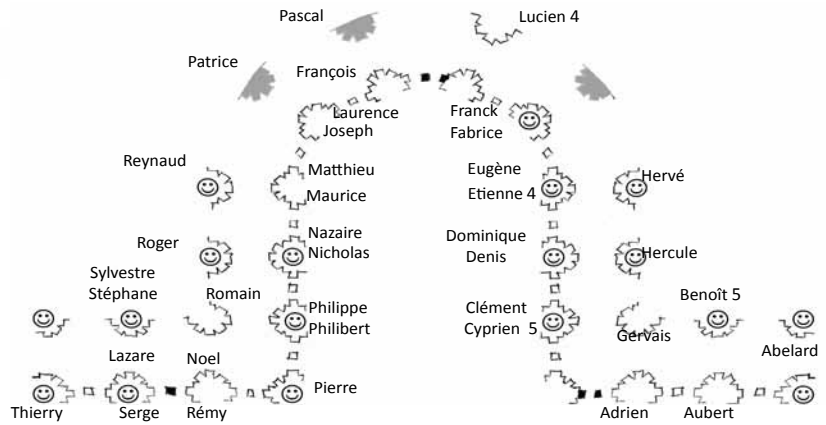 Pascal Lucien 4
Patrice François
Laurence Franck
Joseph Fabrice
Reynaud Matthieu Eugène Hervé
Maurice Etienne 4
Roger Nazaire Dominique Hercule
Nicholas Denis
Sylvestre
Stéphane Romain Philippe Clément Benoît 5
Philibert Cyprien 5 Gervais
Abelard
Lazare Noel
Pierre
Thierry Serge Rémy Adrien Aubert